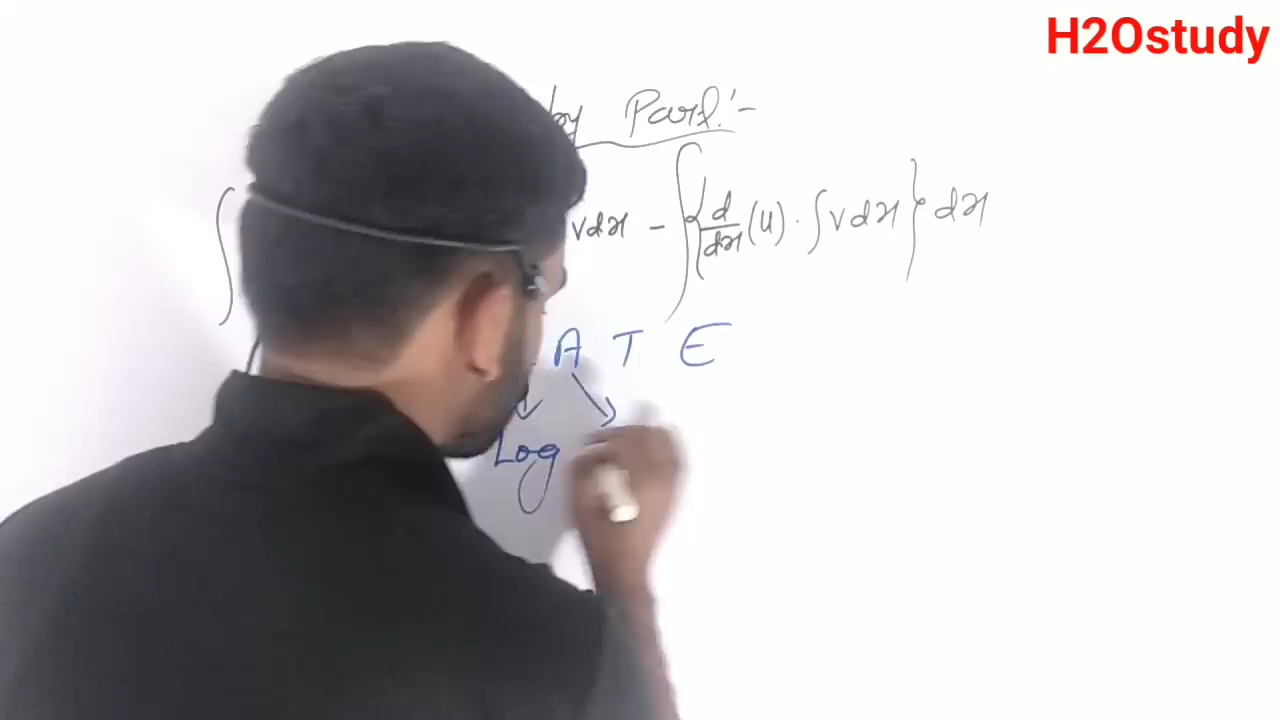 H2Ostudy
by Part:-
∫ vdx - ∫{d/dx (u) · ∫vdx} dx
A T E
Log